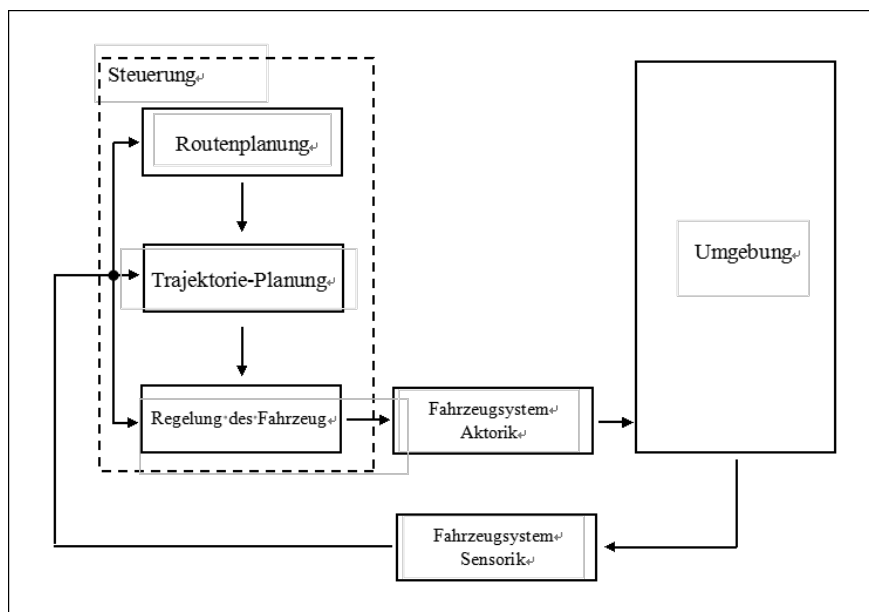 Steuerung
Routenplanung
Trajektorie-Planung
Regelung des Fahrzeug
Fahrzeugsystem
Aktorik
Umgebung
Fahrzeugsystem
Sensorik